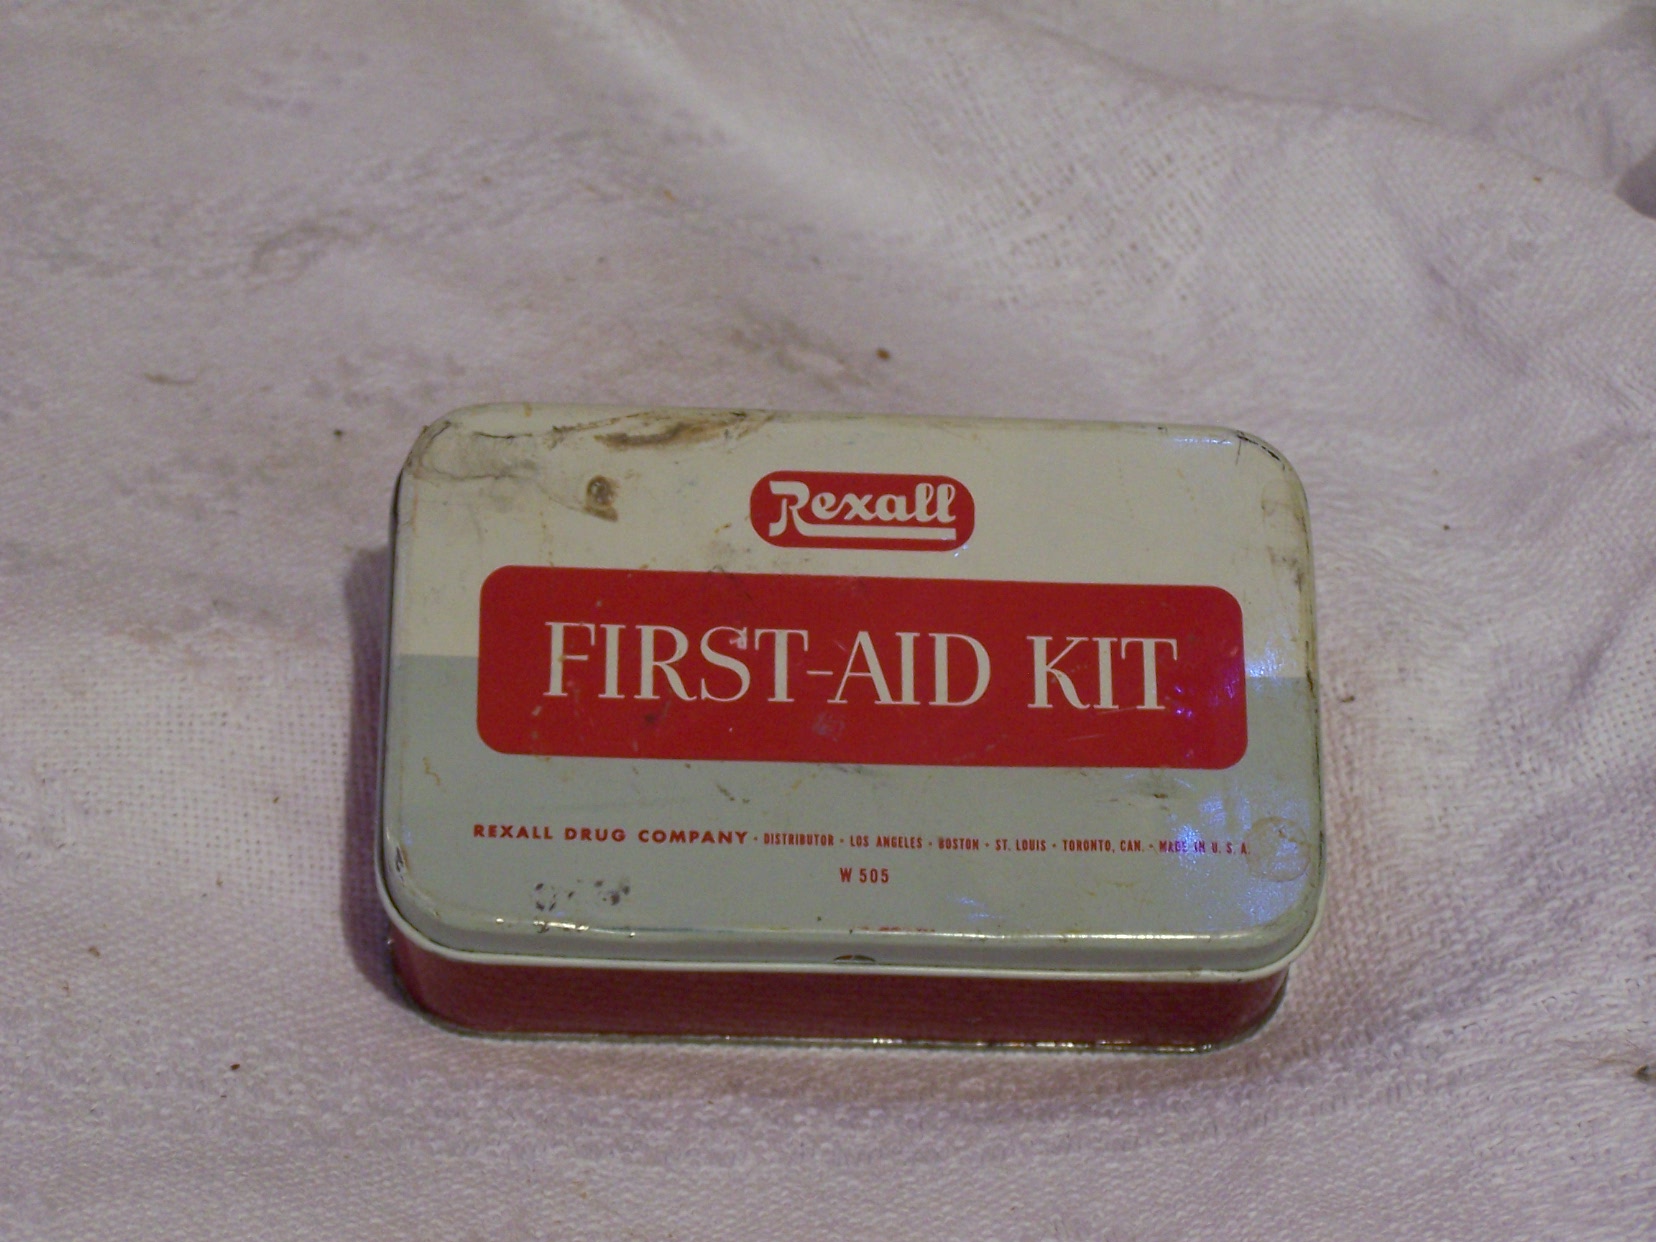 Rexall
FIRST-AID KIT
REXALL DRUG COMPANY • DISTRIBUTOR • LOS ANGELES • BOSTON • ST. LOUIS • TORONTO, CAN. • MADE IN U. S. A.
W 505